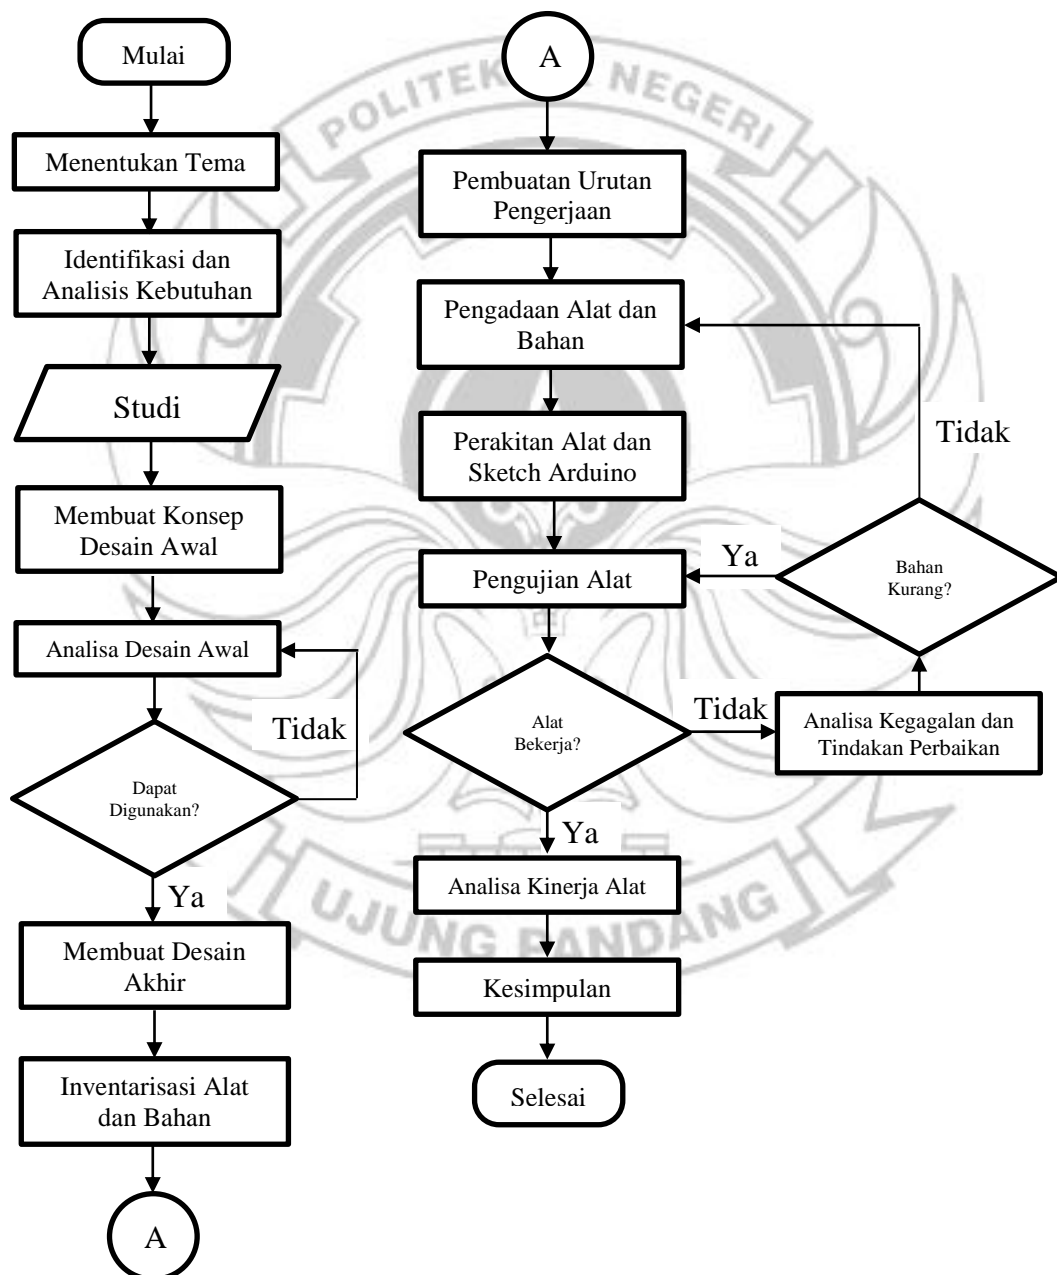 Mulai
Menentukan Tema
Identifikasi dan
Analisis Kebutuhan
Studi
Membuat Konsep
Desain Awal
Analisa Desain Awal
Tidak
Dapat
Digunakan?
Ya
Membuat Desain
Akhir
Inventarisasi Alat
dan Bahan
A
A
Pembuatan Urutan
Pengerjaan
Pengadaan Alat dan
Bahan
Tidak
Perakitan Alat dan
Sketch Arduino
Ya
Bahan
Kurang?
Pengujian Alat
Alat
Bekerja?
Tidak
Analisa Kegagalan dan
Tindakan Perbaikan
Ya
Analisa Kinerja Alat
Kesimpulan
Selesai
NEGERI
UJUNG PANDANG